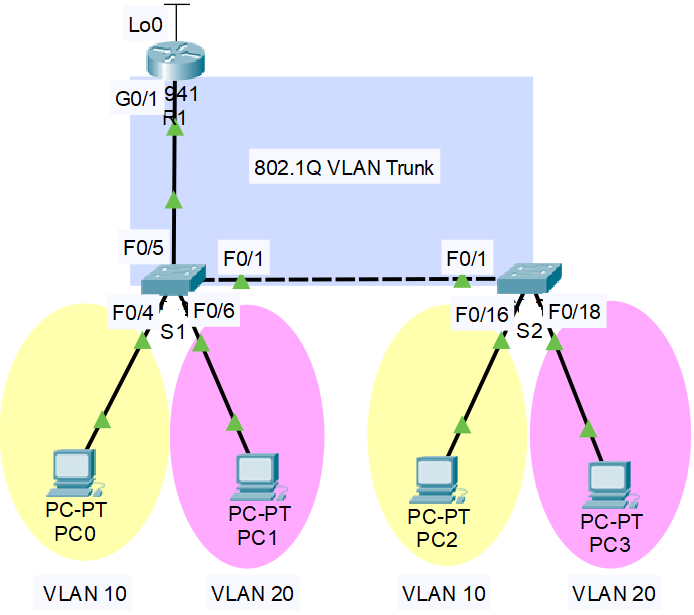 Lo0
G0/1
941
R1
802.1Q VLAN Trunk
F0/5
F0/1
F0/1
F0/4
F0/6
S1
F0/16
F0/18
S2
PC-PT
PC0
PC-PT
PC1
PC-PT
PC2
PC-PT
PC3
VLAN 10
VLAN 20
VLAN 10
VLAN 20